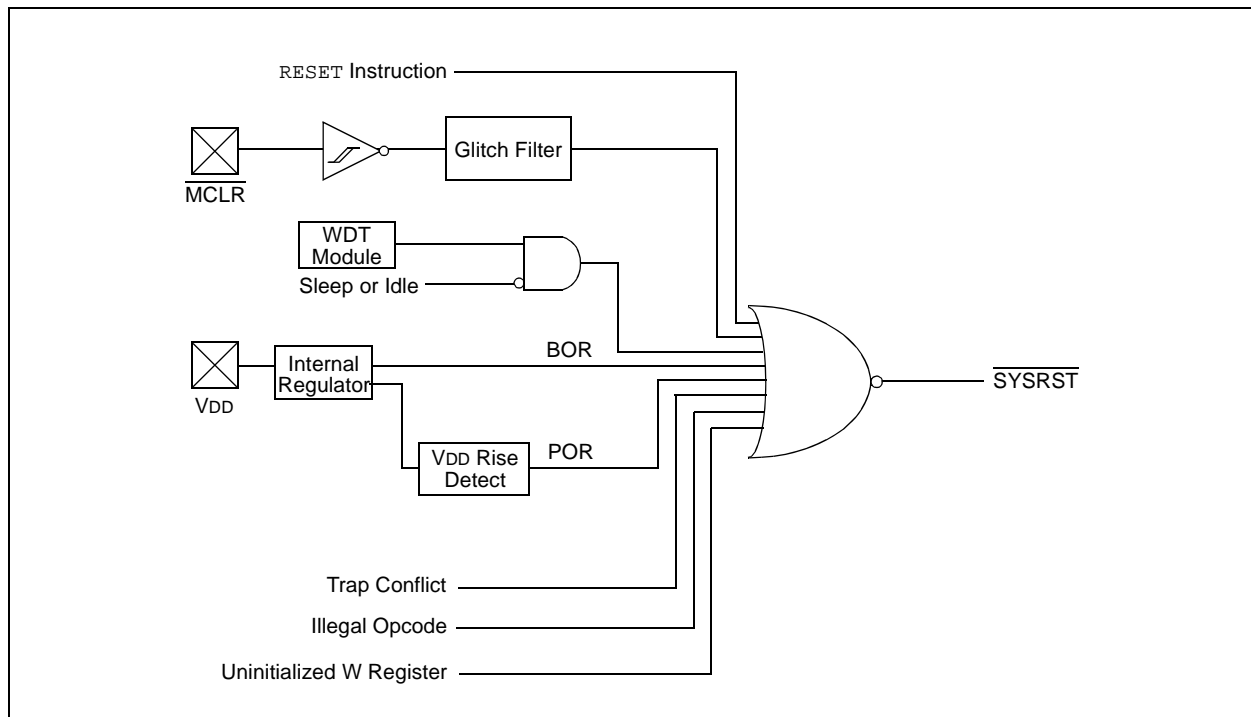 RESET Instruction
Glitch Filter
MCLR
WDT
Module
Sleep or Idle
BOR
Internal
Regulator
SYSRST
VDD
POR
VDD Rise
Detect
Trap Conflict
Illegal Opcode
Uninitialized W Register